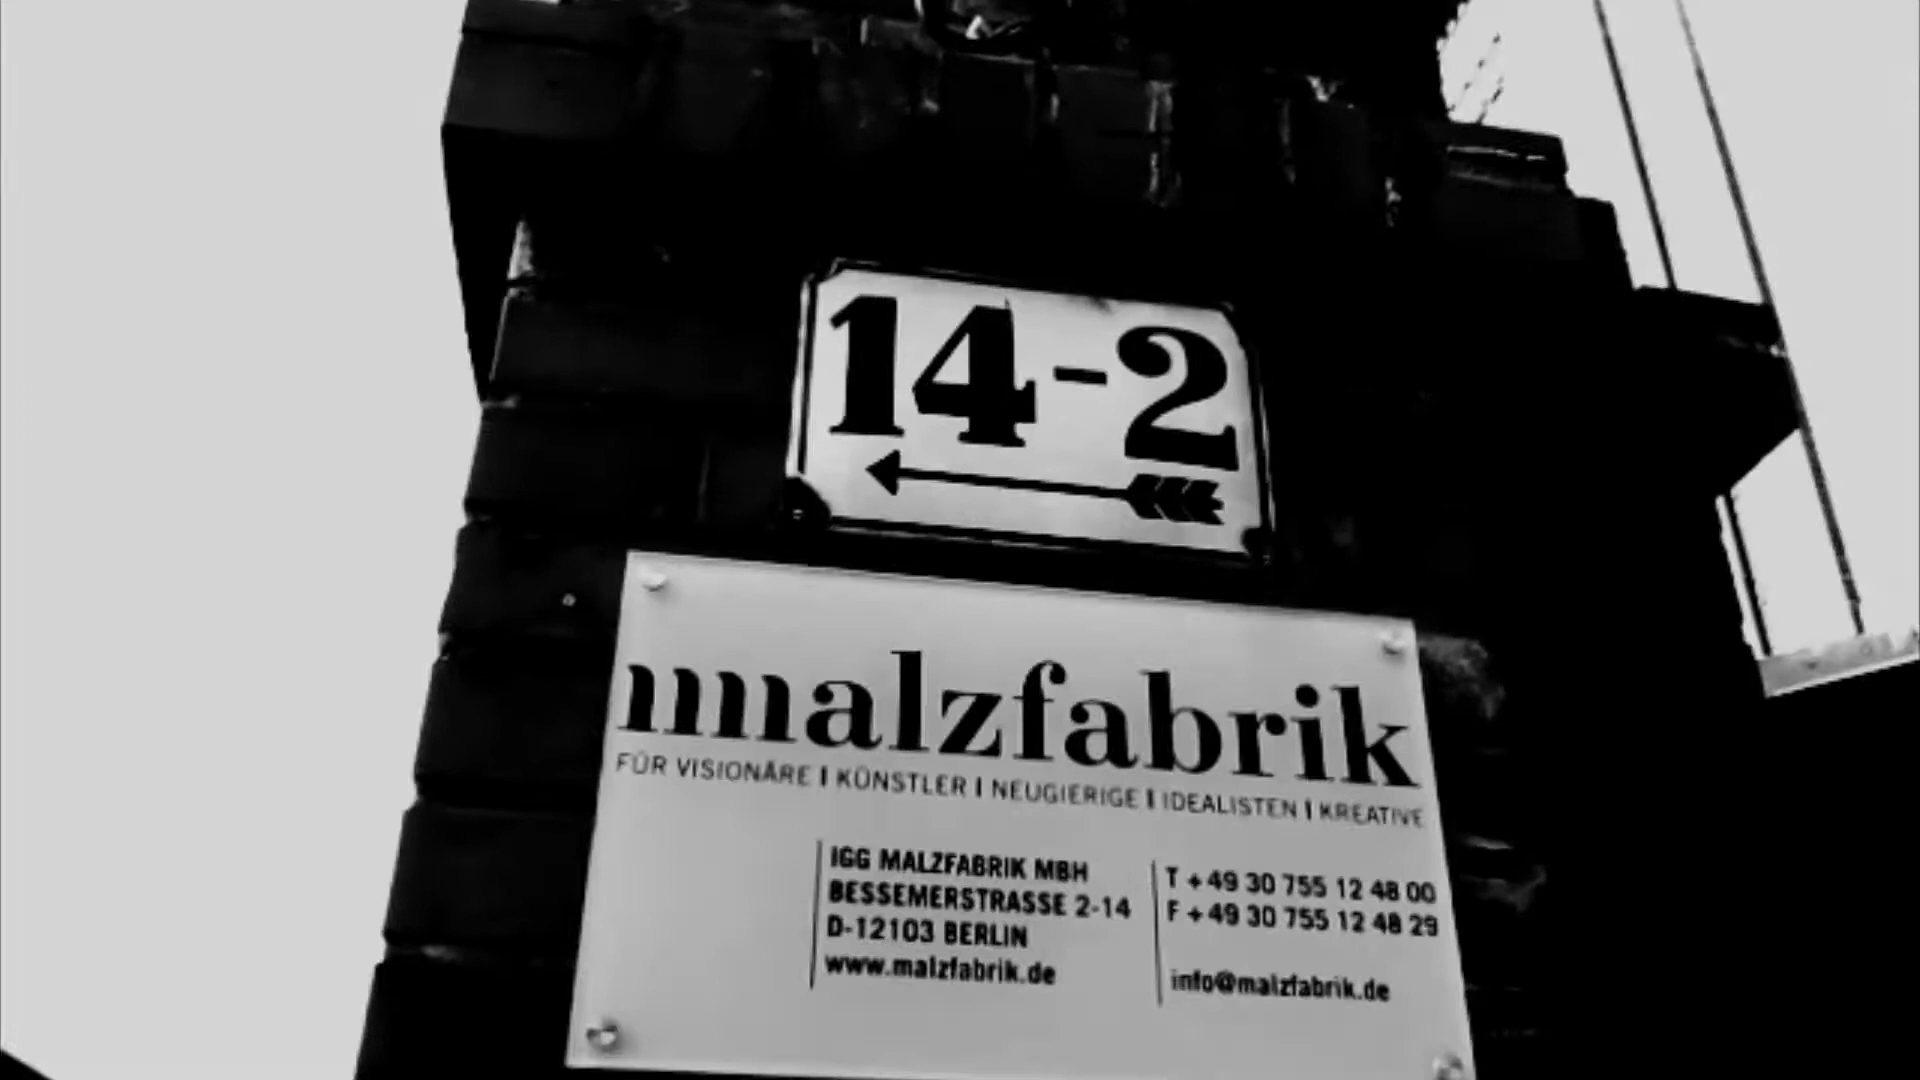 14-2
malzfabrik
FÜR VISIONÄRE | KÜNSTLER | NEUGIERIGE | IDEALISTEN | KREATIVE
IGG MALZFABRIK MBH
BESSEMERSTRASSE 2-14
D-12103 BERLIN
www.malzfabrik.de
T +49 30 755 12 48 00
F +49 30 755 12 48 29
info@malzfabrik.de